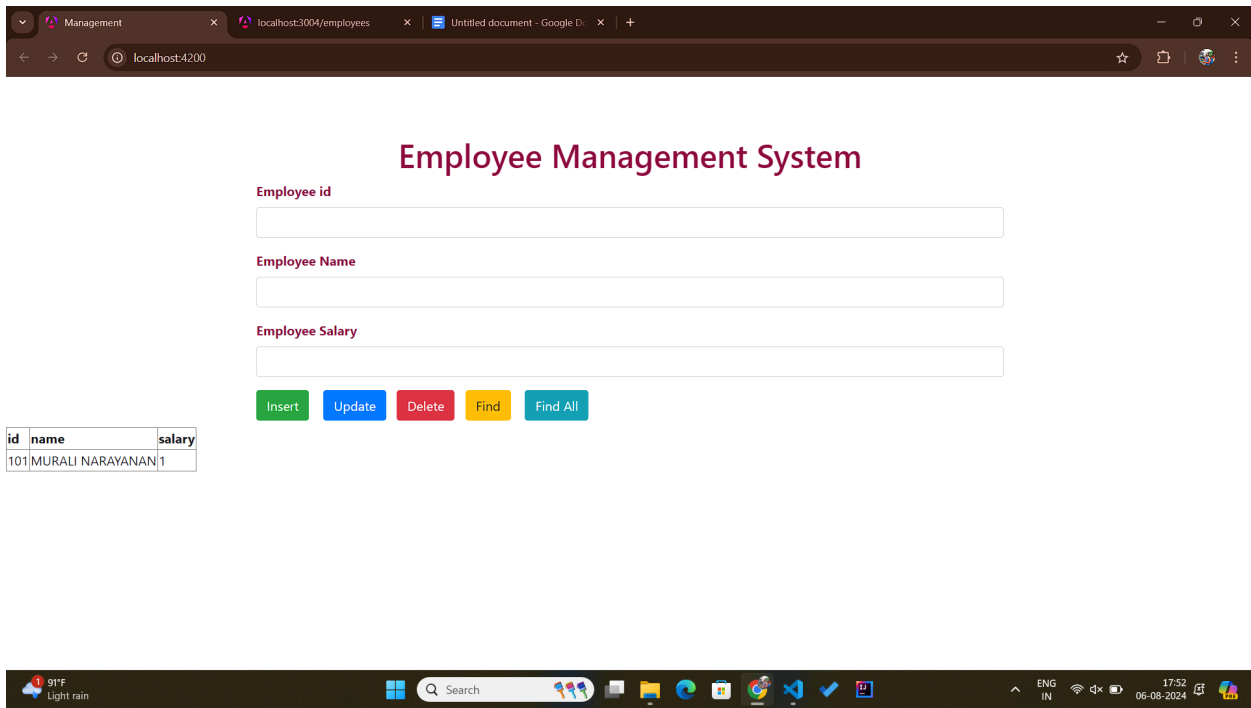 Management
localhost:3004/employees
Untitled document - Google Do
localhost:4200
Employee Management System
Employee id
Employee Name
Employee Salary
Insert Update Delete Find Find All
id name salary
101 MURALI NARAYANAN 1
1
91°F
Light rain
Search
ENG
IN
17:52
06-08-2024
PRE